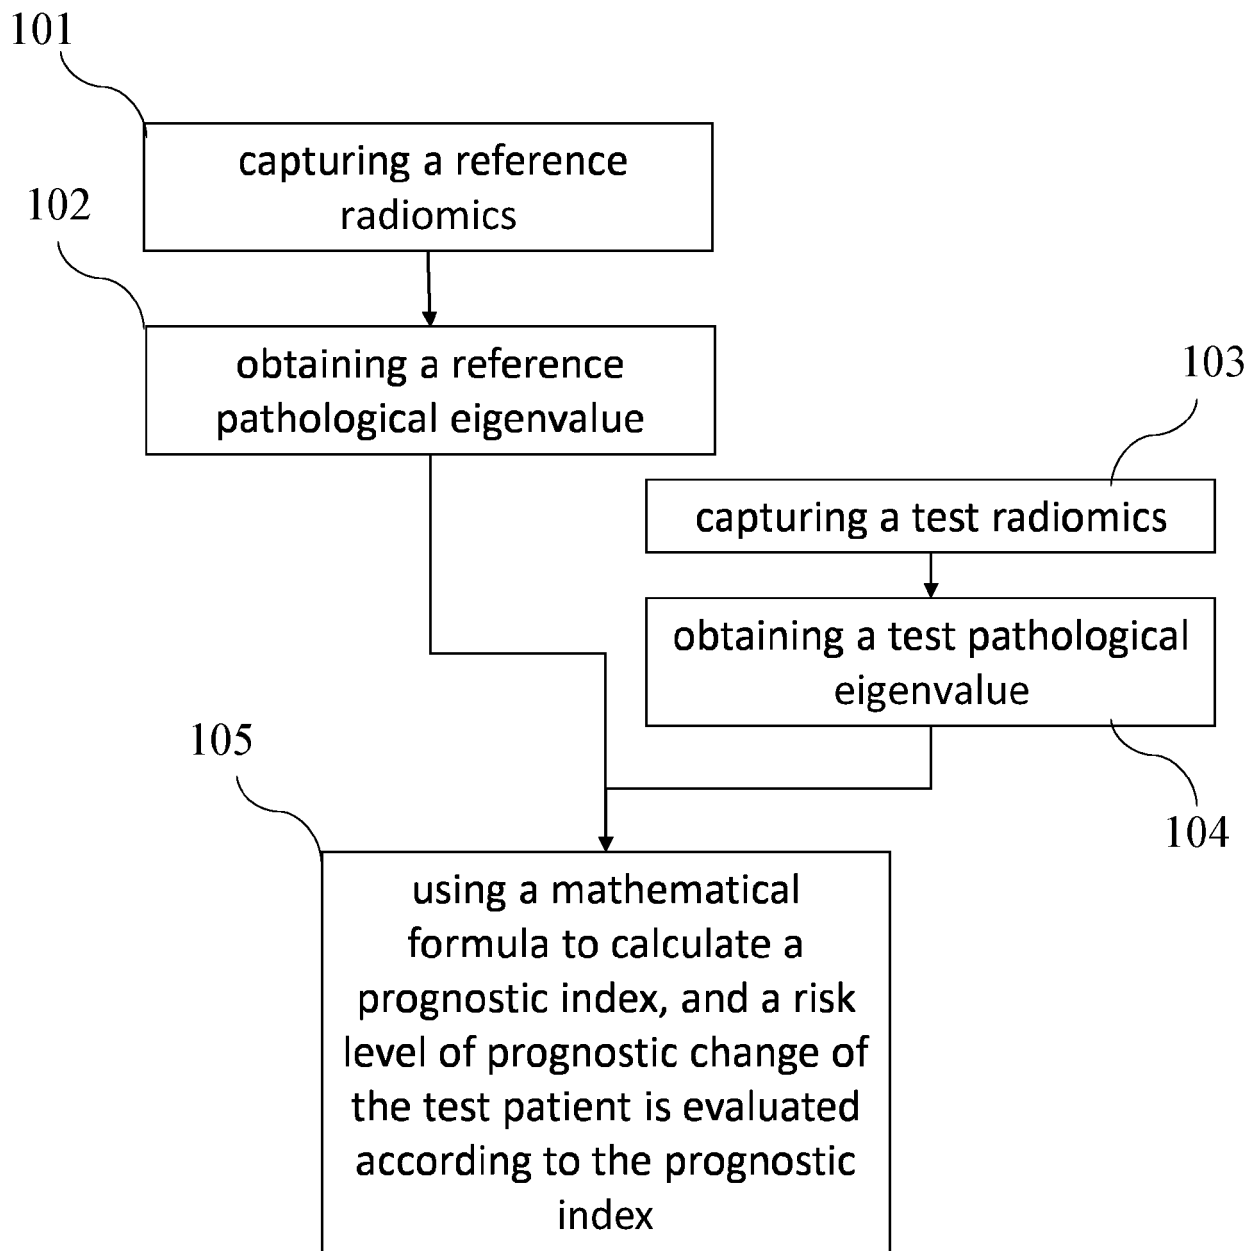 101
capturing a reference
radiomics
102
obtaining a reference
pathological eigenvalue
103
capturing a test radiomics
obtaining a test pathological
eigenvalue
104
105
using a mathematical
formula to calculate a
prognostic index, and a risk
level of prognostic change of
the test patient is evaluated
according to the prognostic
index